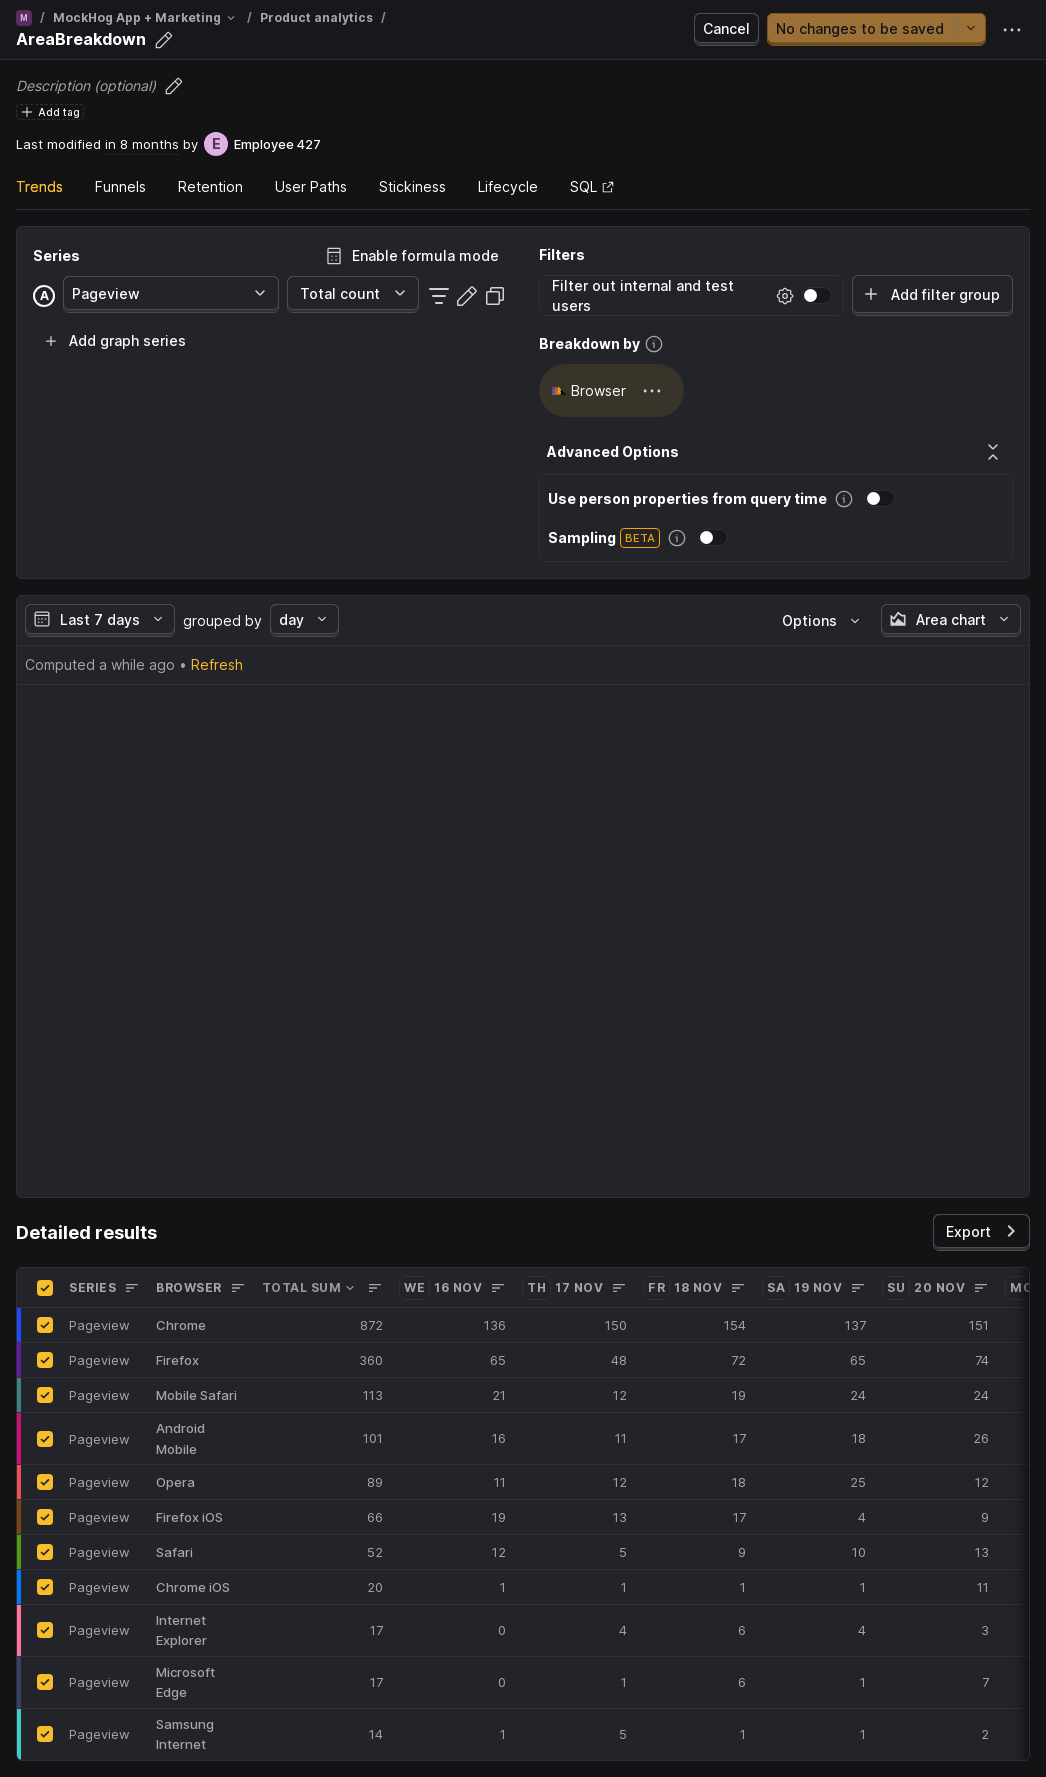 M / MockHog App + Marketing / Product analytics /
AreaBreakdown
Cancel
No changes to be saved
Description (optional)
Add tag
Last modified in 8 months by E Employee 427
Trends Funnels Retention User Paths Stickiness Lifecycle SQL
Series
Enable formula mode
A Pageview Total count
Add graph series
Filters
Filter out internal and test
users
Add filter group
Breakdown by
Browser
Advanced Options
Use person properties from query time
Sampling BETA
Last 7 days grouped by day
Options
Area chart
Computed a while ago • Refresh
Detailed results
Export
SERIES BROWSER TOTAL SUM WE 16 NOV TH 17 NOV FR 18 NOV SA 19 NOV SU 20 NOV
Pageview Chrome 872 136 150 154 137 151
Pageview Firefox 360 65 48 72 65 74
Pageview Mobile Safari 113 21 12 19 24 24
Pageview Android
Mobile 101 16 11 17 18 26
Pageview Opera 89 11 12 18 25 12
Pageview Firefox iOS 66 19 13 17 4 9
Pageview Safari 52 12 5 9 10 13
Pageview Chrome iOS 20 1 1 1 1 11
Pageview Internet
Explorer 17 0 4 6 4 3
Pageview Microsoft
Edge 17 0 1 6 1 7
Pageview Samsung
Internet 14 1 5 1 1 2